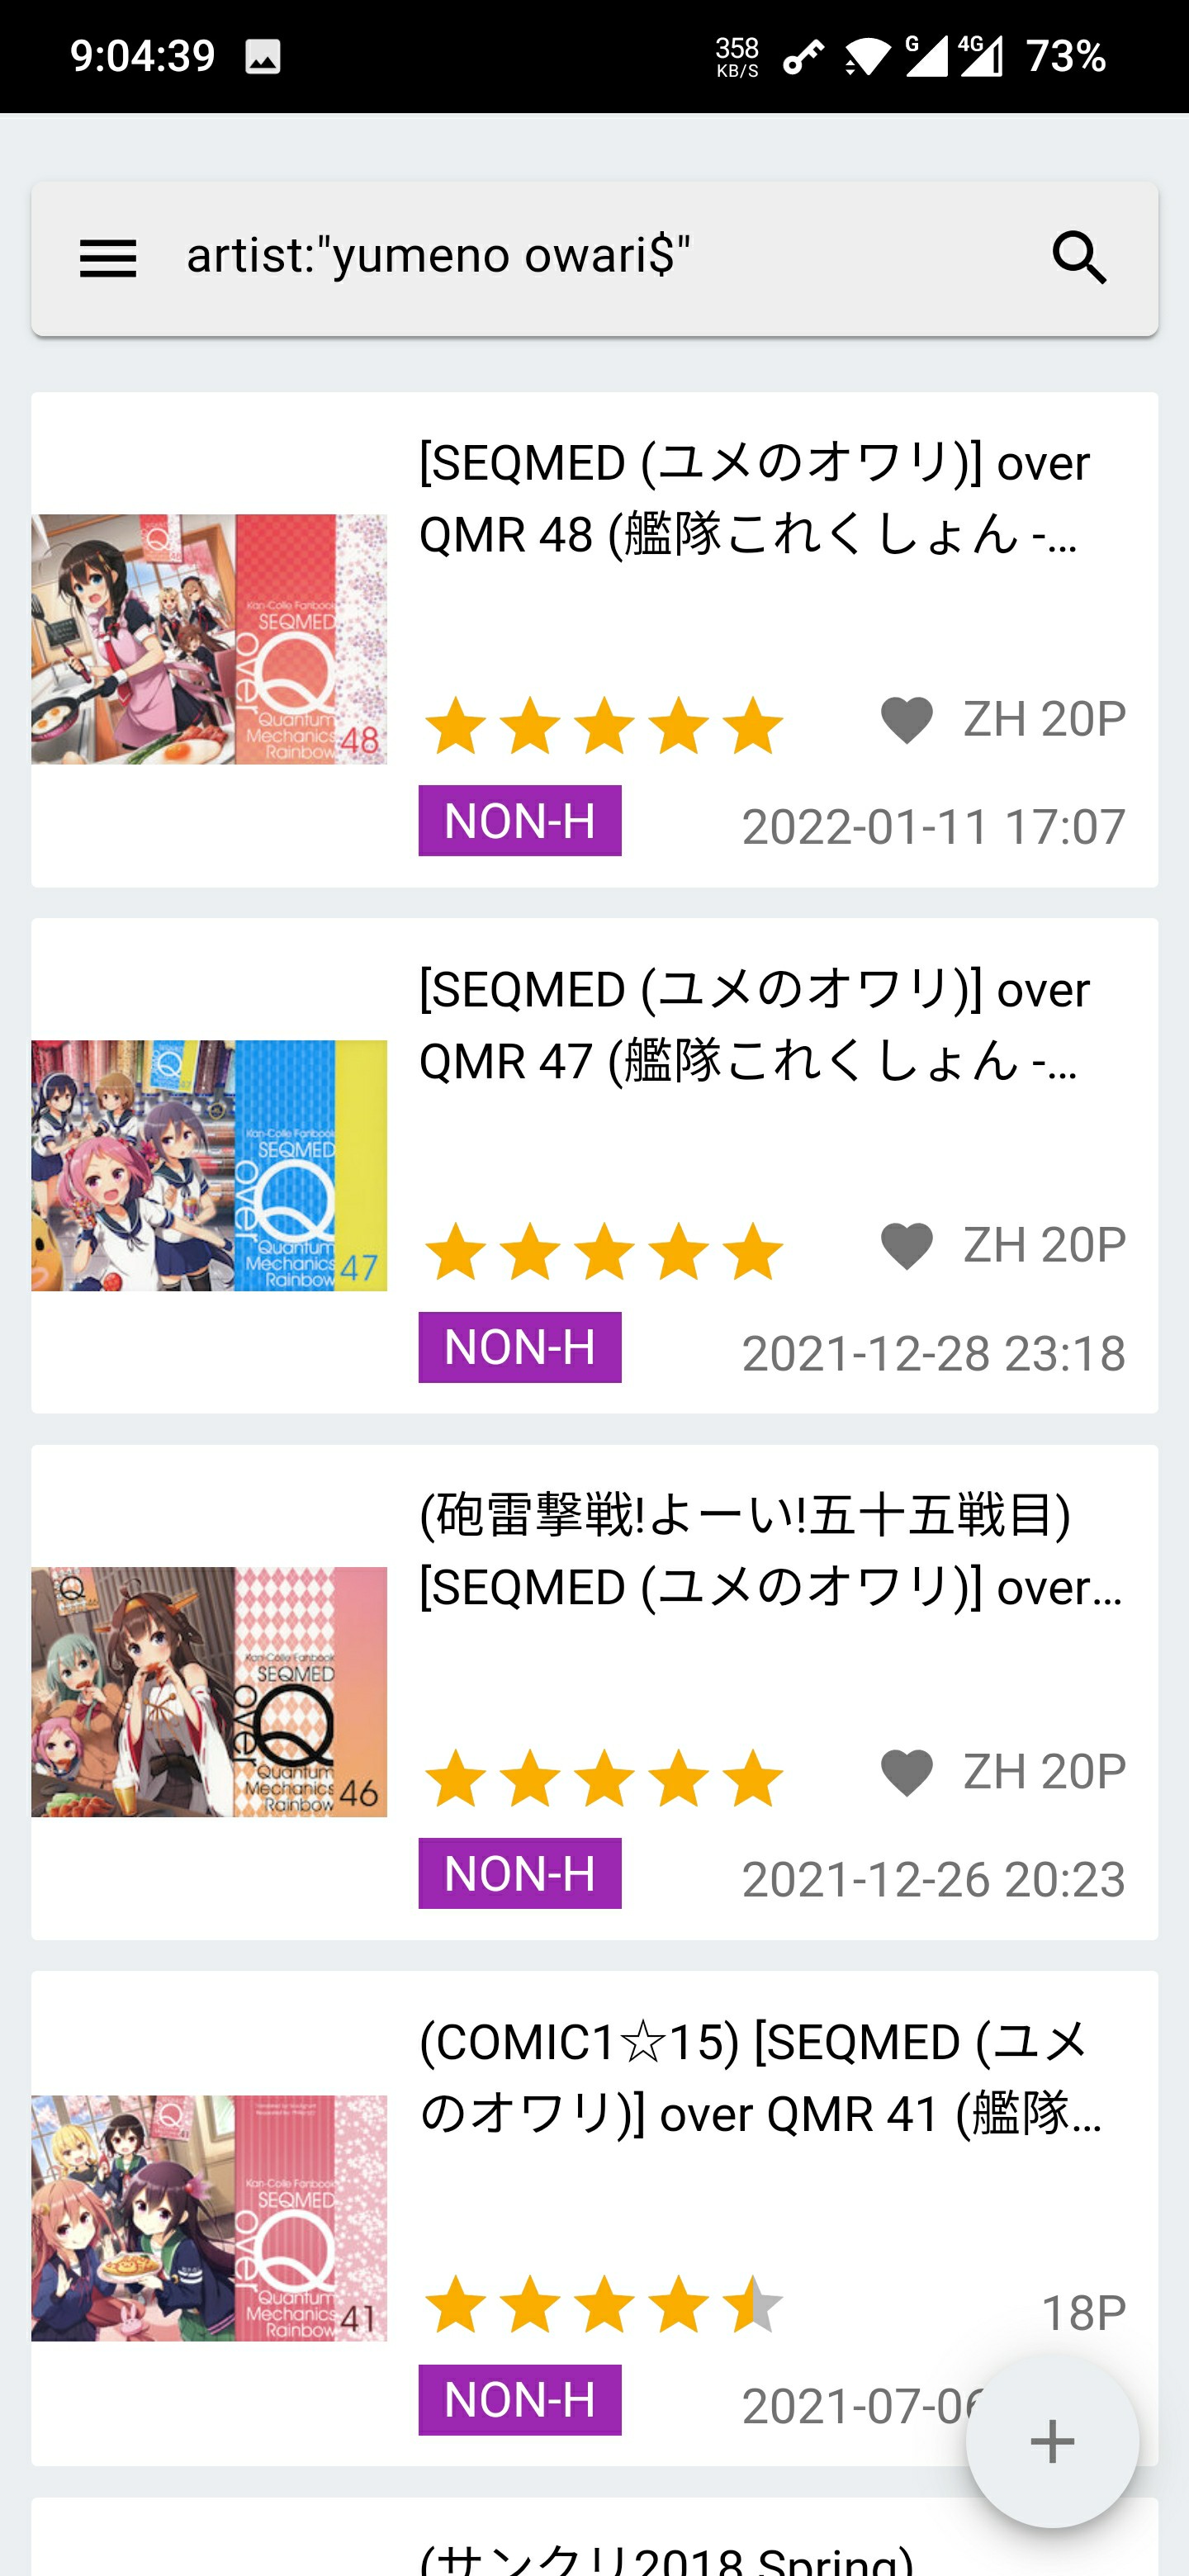 9:04:39
358
KB/S
G
4G
73%
artist:"yumeno owari$"
[SEQMED (ユメのオワリ)] over
QMR 48 (艦隊これくしょん -...
Kan-Colle Fanbook
SEQMED
over
Q
Quantum
Mechanics
Rainbow
48
ZH 20P
NON-H
2022-01-11 17:07
[SEQMED (ユメのオワリ)] over
QMR 47 (艦隊これくしょん -...
Kan-Colle Fanbook
SEQMED
over
Q
Quantum
Mechanics
Rainbow
47
ZH 20P
NON-H
2021-12-28 23:18
(砲雷撃戦!よーい!五十五戦目)
[SEQMED (ユメのオワリ)] over...
Kan-Colle Fanbook
SEQMED
over
Q
Quantum
Mechanics
Rainbow
46
ZH 20P
NON-H
2021-12-26 20:23
(COMIC1☆15) [SEQMED (ユメ
のオワリ)] over QMR 41 (艦隊...
Kan-Colle Fanbook
SEQMED
over
Q
Quantum
Mechanics
Rainbow
41
18P
NON-H
2021-07-06
(サンクリ2018 Spring)